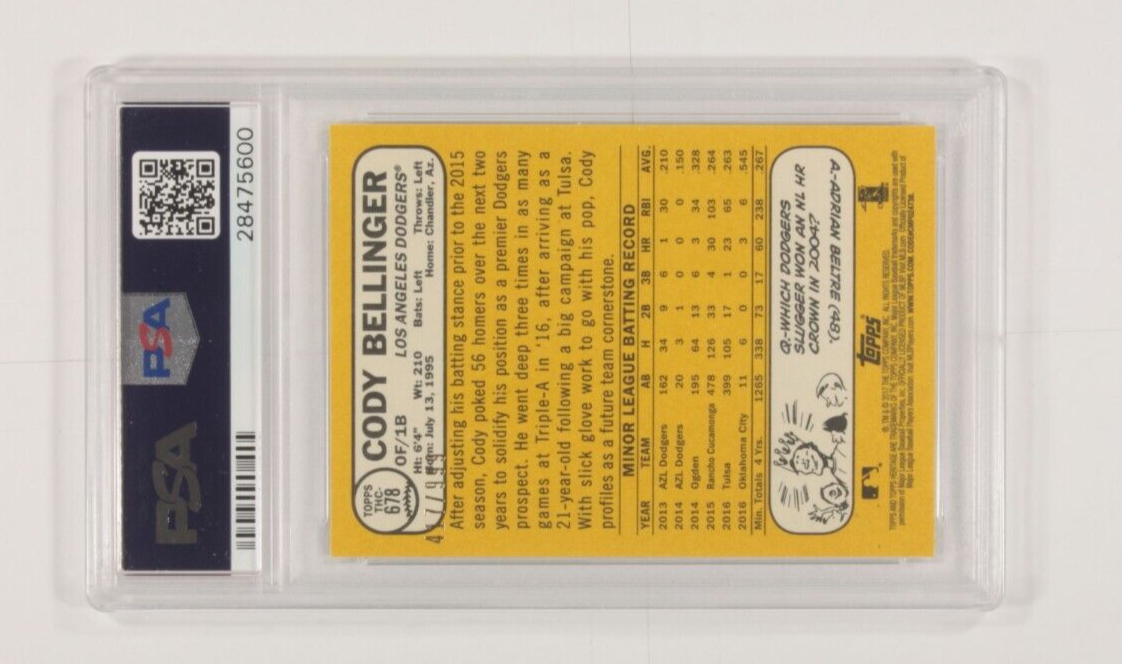 28475600
PSA
PSA
TOPPS
THC-
678
CODY BELLINGER
OF/1B LOS ANGELES DODGERS®
Ht: 6'4" Wt: 210 Bats: Left Throws: Left
Born: July 13, 1995 Home: Chandler, Az.
After adjusting his batting stance prior to the 2015
season, Cody poked 56 homers over the next two
years to solidify his position as a premier Dodgers
prospect. He went deep three times in as many
games at Triple-A in '16, after arriving as a
21-year-old following a big campaign at Tulsa.
With slick glove work to go with his pop, Cody
profiles as a future team cornerstone.
MINOR LEAGUE BATTING RECORD
YEAR TEAM AB H 2B 3B HR RBI AVG.
2013 AZL Dodgers 162 34 9 6 1 30 .210
2014 AZL Dodgers 20 3 1 0 0 0 .150
2014 Ogden 195 64 13 6 3 34 .328
2015 Rancho Cucamonga 478 126 33 4 30 103 .264
2016 Tulsa 399 105 17 1 23 65 .263
2016 Oklahoma City 11 6 0 0 3 6 .545
Min. Totals 4 Yrs. 1265 338 73 17 60 238 .267
Q-WHICH DODGERS
SLUGGER WON AN NL HR
CROWN IN 2004?
A-ADRIAN BELTRE (48).
TOPPS